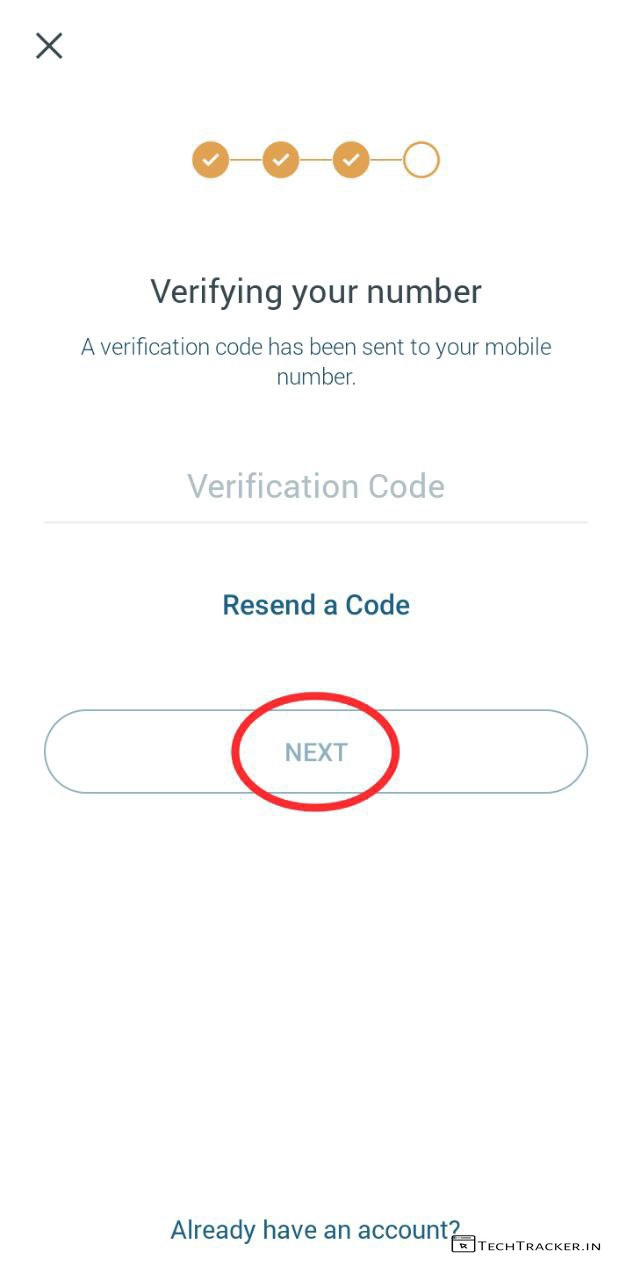 Verifying your number
A verification code has been sent to your mobile
number.
Verification Code
Resend a Code
NEXT
Already have an account?
TECHTRACKER.IN